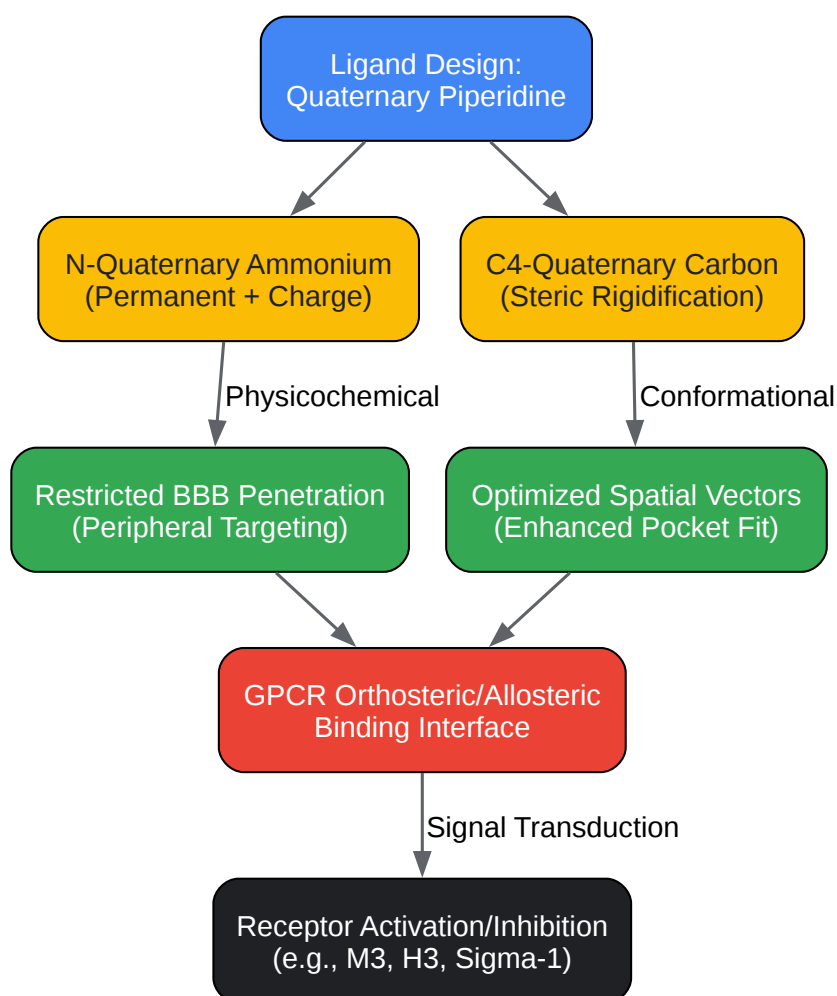 Ligand Design:
Quaternary Piperidine
N-Quaternary Ammonium
(Permanent + Charge)
C4-Quaternary Carbon
(Steric Rigidification)
Physicochemical
Conformational
Restricted BBB Penetration
(Peripheral Targeting)
Optimized Spatial Vectors
(Enhanced Pocket Fit)
GPCR Orthosteric/Allosteric
Binding Interface
Signal Transduction
Receptor Activation/Inhibition
(e.g., M3, H3, Sigma-1)